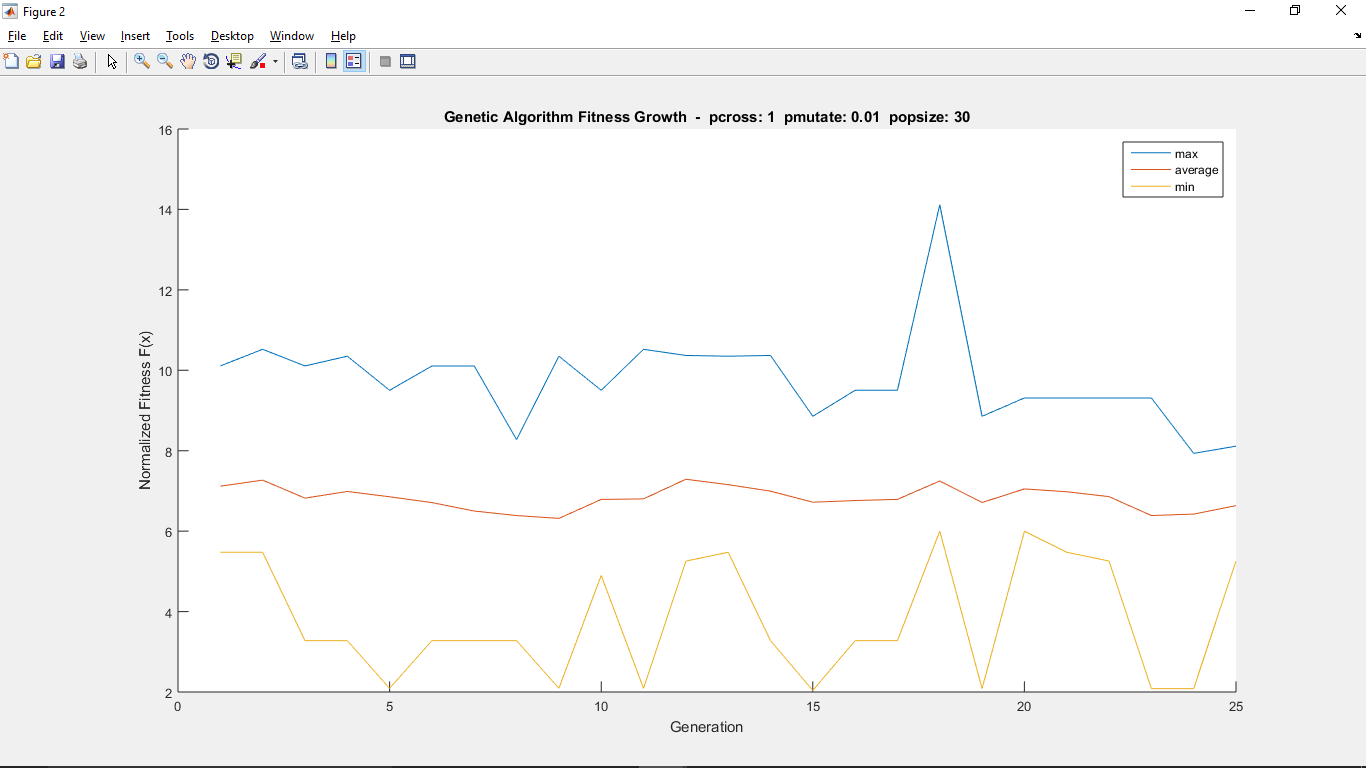 Figure 2
File Edit View Insert Tools Desktop Window Help
Genetic Algorithm Fitness Growth - pcross: 1 pmutate: 0.01 popsize: 30
max
average
min
16
14
12
10
8
6
4
2
Normalized Fitness F(x)
0 5 10 15 20 25
Generation